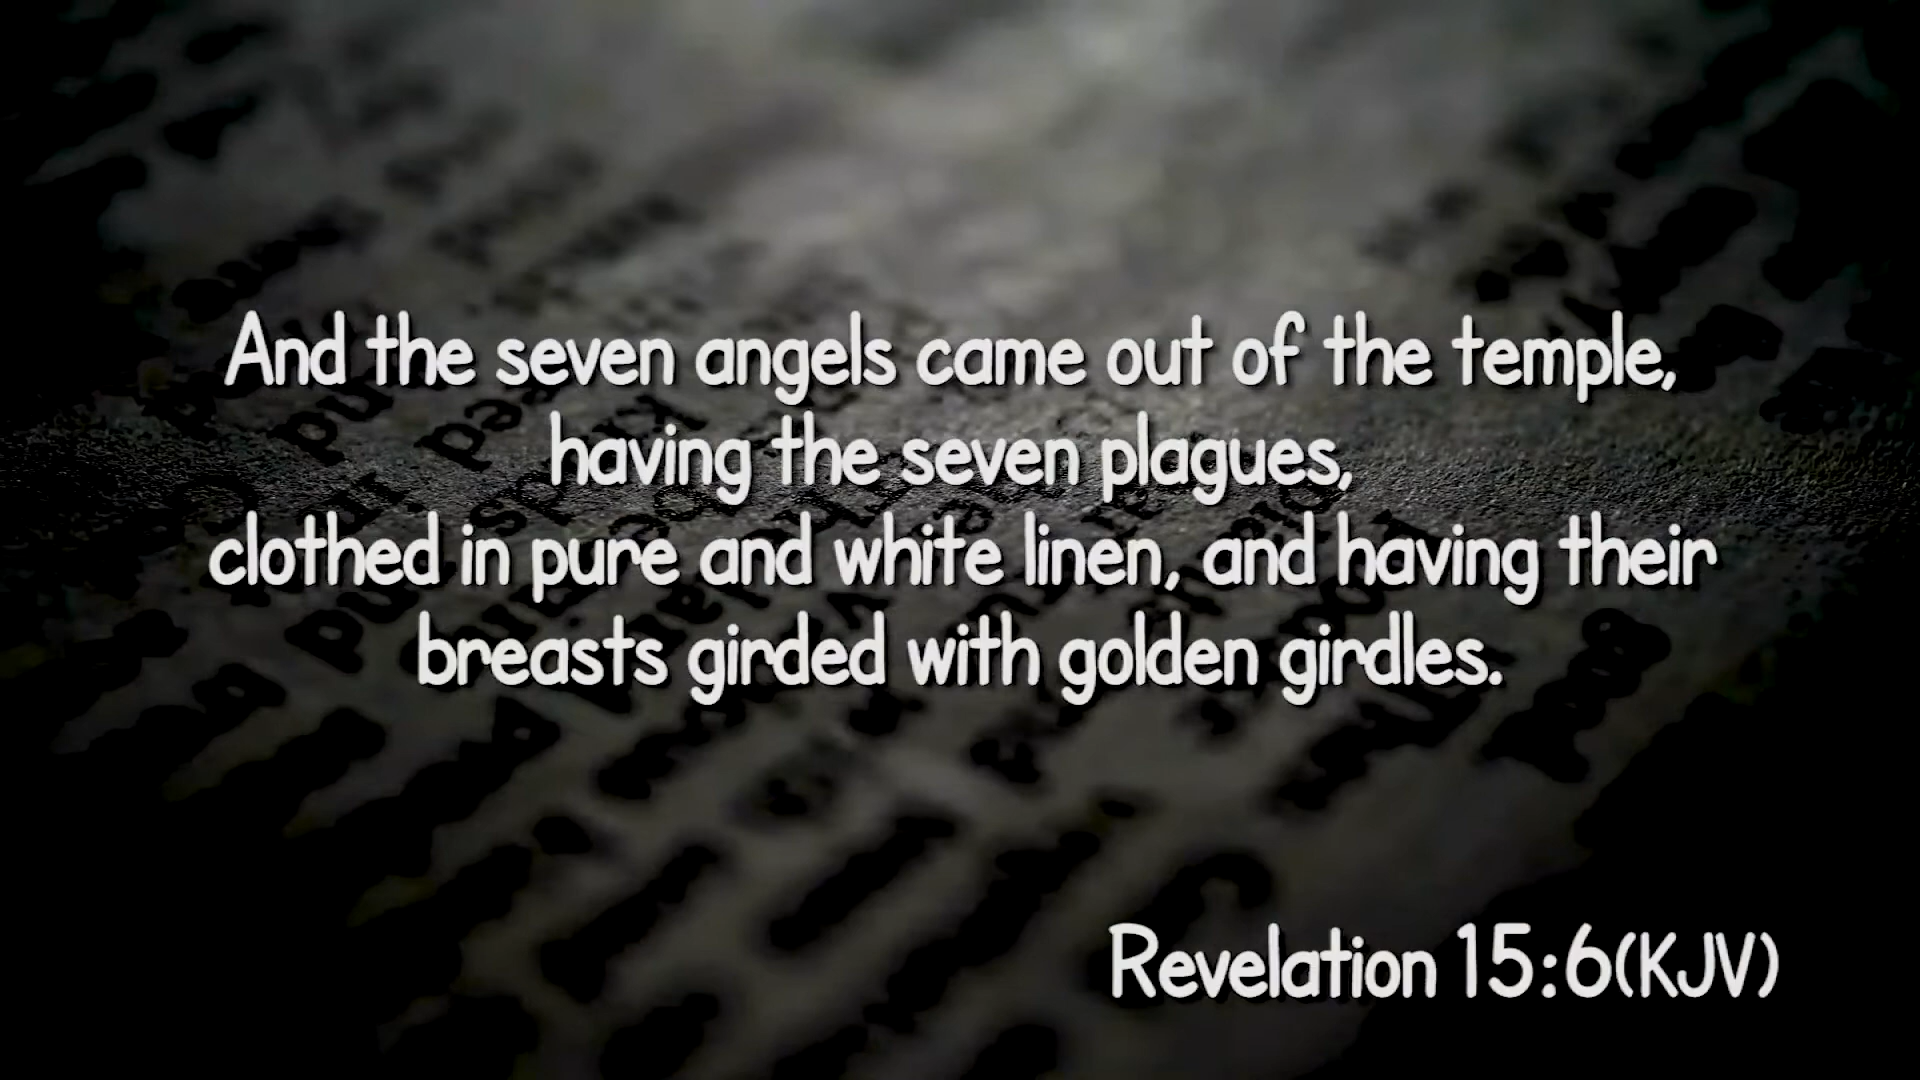 And the seven angels came out of the temple,
having the seven plagues,
clothed in pure and white linen, and having their
breasts girded with golden girdles.
Revelation 15:6(KJV)